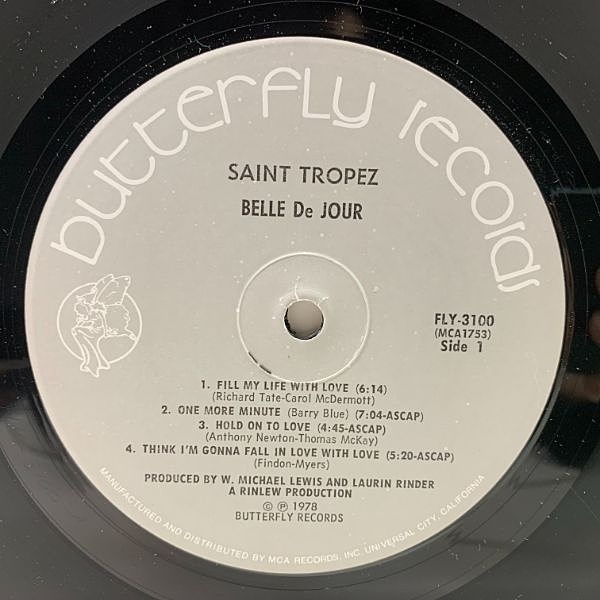 butterfly records
SAINT TROPEZ
BELLE De JOUR
FLY-3100
(MCA1753)
Side 1
1. FILL MY LIFE WITH LOVE (6:14)
(Richard Tate-Carol McDermott)
2. ONE MORE MINUTE (Barry Blue) (7:04-ASCAP)
3. HOLD ON TO LOVE (4:45-ASCAP)
(Anthony Newton-Thomas McKay)
4. THINK I'M GONNA FALL IN LOVE WITH LOVE (5:20-ASCAP)
(Findon-Myers)
PRODUCED BY W. MICHAEL LEWIS AND LAURIN RINDER
A RINLEW PRODUCTION
© ℗ 1978
BUTTERFLY RECORDS
MANUFACTURED AND DISTRIBUTED BY MCA RECORDS, INC. UNIVERSAL CITY, CALIFORNIA